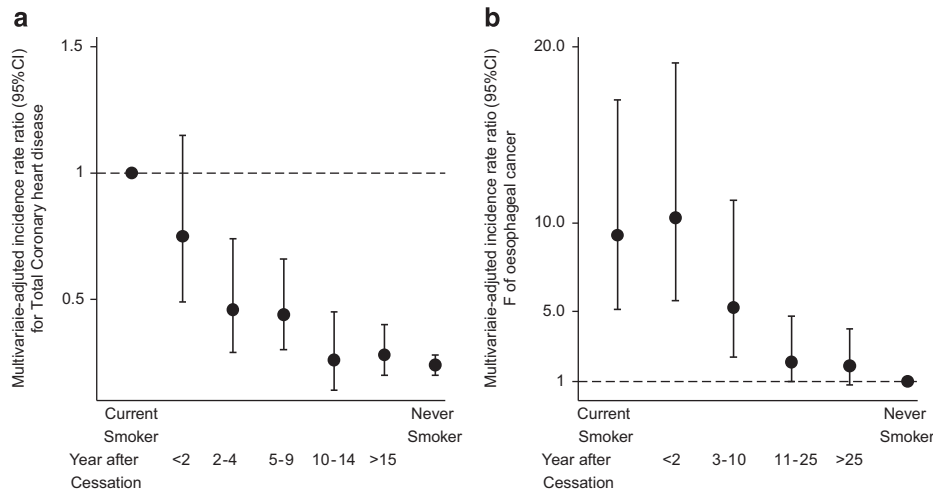 a
Multivariaie-adjuted incidence rate ratio (95%CI)
for Total Coronary heart disease
1.5
1
0.5
Current
Smoker
Never
Smoker
Year after
Cessation
<2 2-4 5-9 10-14 >15
b
Multivariaie-adjuted incidence rate ratio (95%CI)
F of oesophageal cancer
20.0
10.0
5.0
1
Current
Smoker
Never
Smoker
Year after
Cessation
<2 3-10 11-25 >25